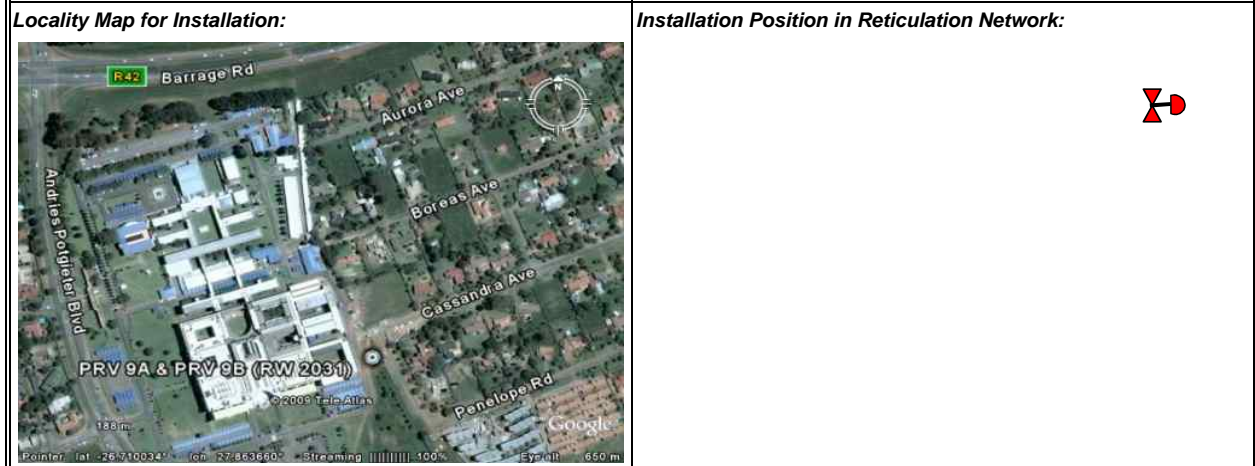 Locality Map for Installation:
Installation Position in Reticulation Network:
R42 Barrage Rd
N
Aurora Ave
Andries Potgieter Blvd
Boreas Ave
Cassandra Ave
PRV 9A & PRV 9B (RW 2031)
© 2009 Tele Atlas
Penelope Rd
188 m
Google
Pointer lat -26.710034° lon 27.863660° Streaming ||||||||| 100% Eye alt 650 m